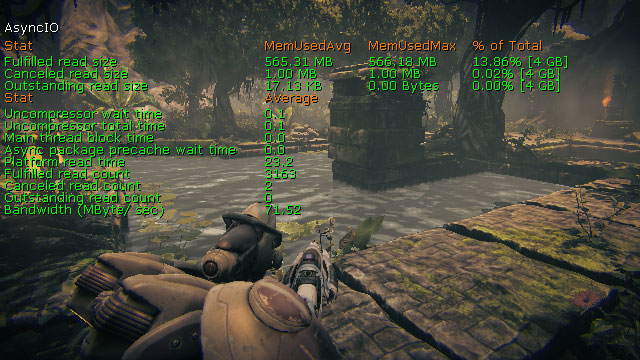 AsyncIO
Stat MemUsedAvg MemUsedMax % of Total
Fulfilled read size 565.31 MB 566.18 MB 13.86% [4 GB]
Canceled read size 1.00 MB 1.00 MB 0.02% [4 GB]
Outstanding read size 17.13 KB 0.00 Bytes 0.00% [4 GB]
Stat Average
Uncompressor wait time 0.1
Uncompressor total time 0.1
Main thread block time 0.0
Async package precache wait time 0.0
Platform read time 23.2
Fulfilled read count 3163
Canceled read count 2
Outstanding read count 0
Bandwidth (MByte/ sec) 71.52